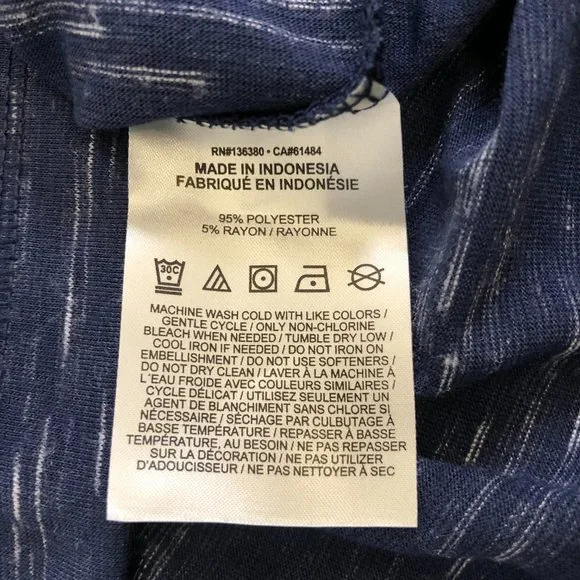 RN#136380 • CA#61484
MADE IN INDONESIA
FABRIQUÉ EN INDONÉSIE
95% POLYESTER
5% RAYON / RAYONNE
30C
MACHINE WASH COLD WITH LIKE COLORS /
GENTLE CYCLE / ONLY NON-CHLORINE
BLEACH WHEN NEEDED / TUMBLE DRY LOW /
COOL IRON IF NEEDED / DO NOT IRON ON
EMBELLISHMENT / DO NOT USE SOFTENERS /
DO NOT DRY CLEAN / LAVER À LA MACHINE À
L´EAU FROIDE AVEC COULEURS SIMILAIRES /
CYCLE DÉLICAT / UTILISEZ SEULEMENT UN
AGENT DE BLANCHIMENT SANS CHLORE SI
NÉCESSAIRE / SÉCHAGE PAR CULBUTAGE À
BASSE TEMPÉRATURE / REPASSER À BASSE
TEMPÉRATURE, AU BESOIN / NE PAS REPASSER
SUR LA DÉCORATION / NE PAS UTILIZER
D'ADOUCISSEUR / NE PAS NETTOYER À SEC